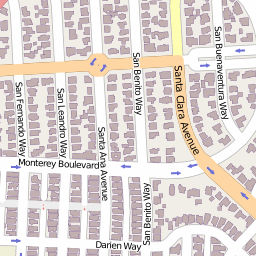 San Fernando Way
San Leandro Way
Santa Ana Avenue
San Benito Way
Santa Clara Avenue
San Buenaventura Way
Monterey Boulevard
San Benito Way
Darien Way